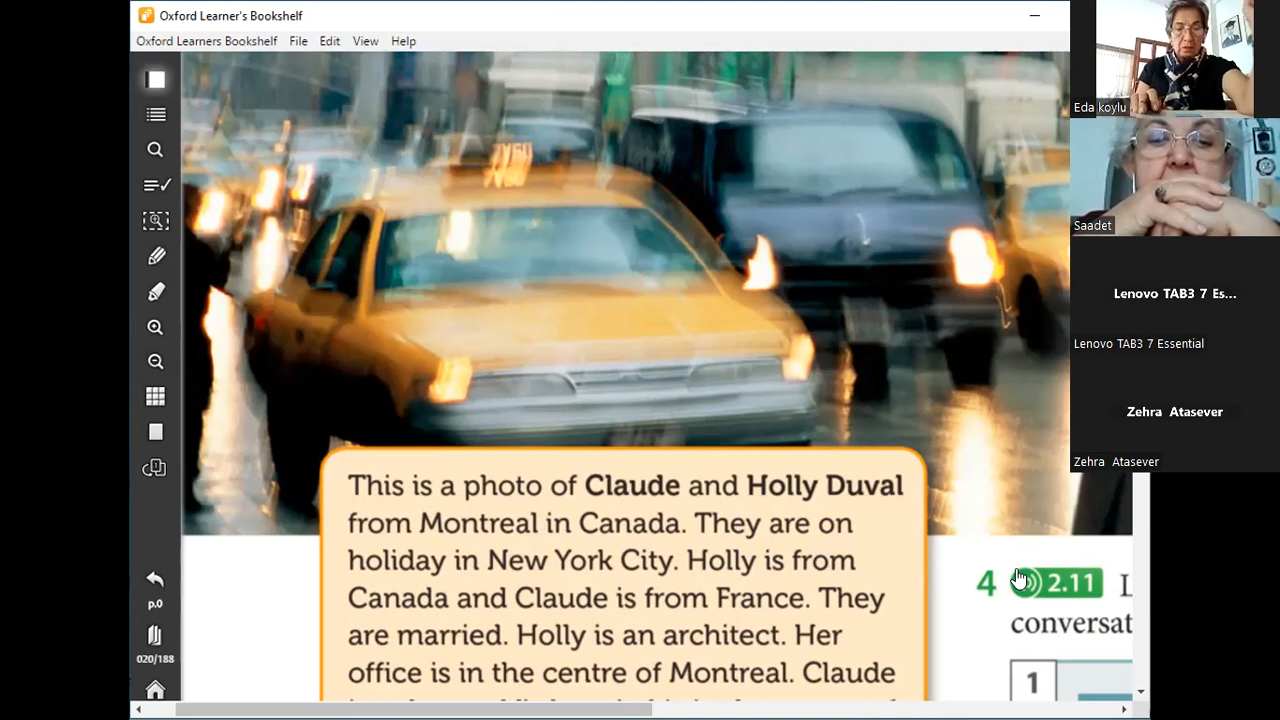 Oxford Learner's Bookshelf
Oxford Learners Bookshelf File Edit View Help
Eda koylu
Saadet
Lenovo TAB3 7 Es...
Lenovo TAB3 7 Essential
Zehra Atasever
Zehra Atasever
This is a photo of Claude and Holly Duval
from Montreal in Canada. They are on
holiday in New York City. Holly is from
Canada and Claude is from France. They
are married. Holly is an architect. Her
office is in the centre of Montreal. Claude
4 2.11 L
conversat
1
p.0
020/188